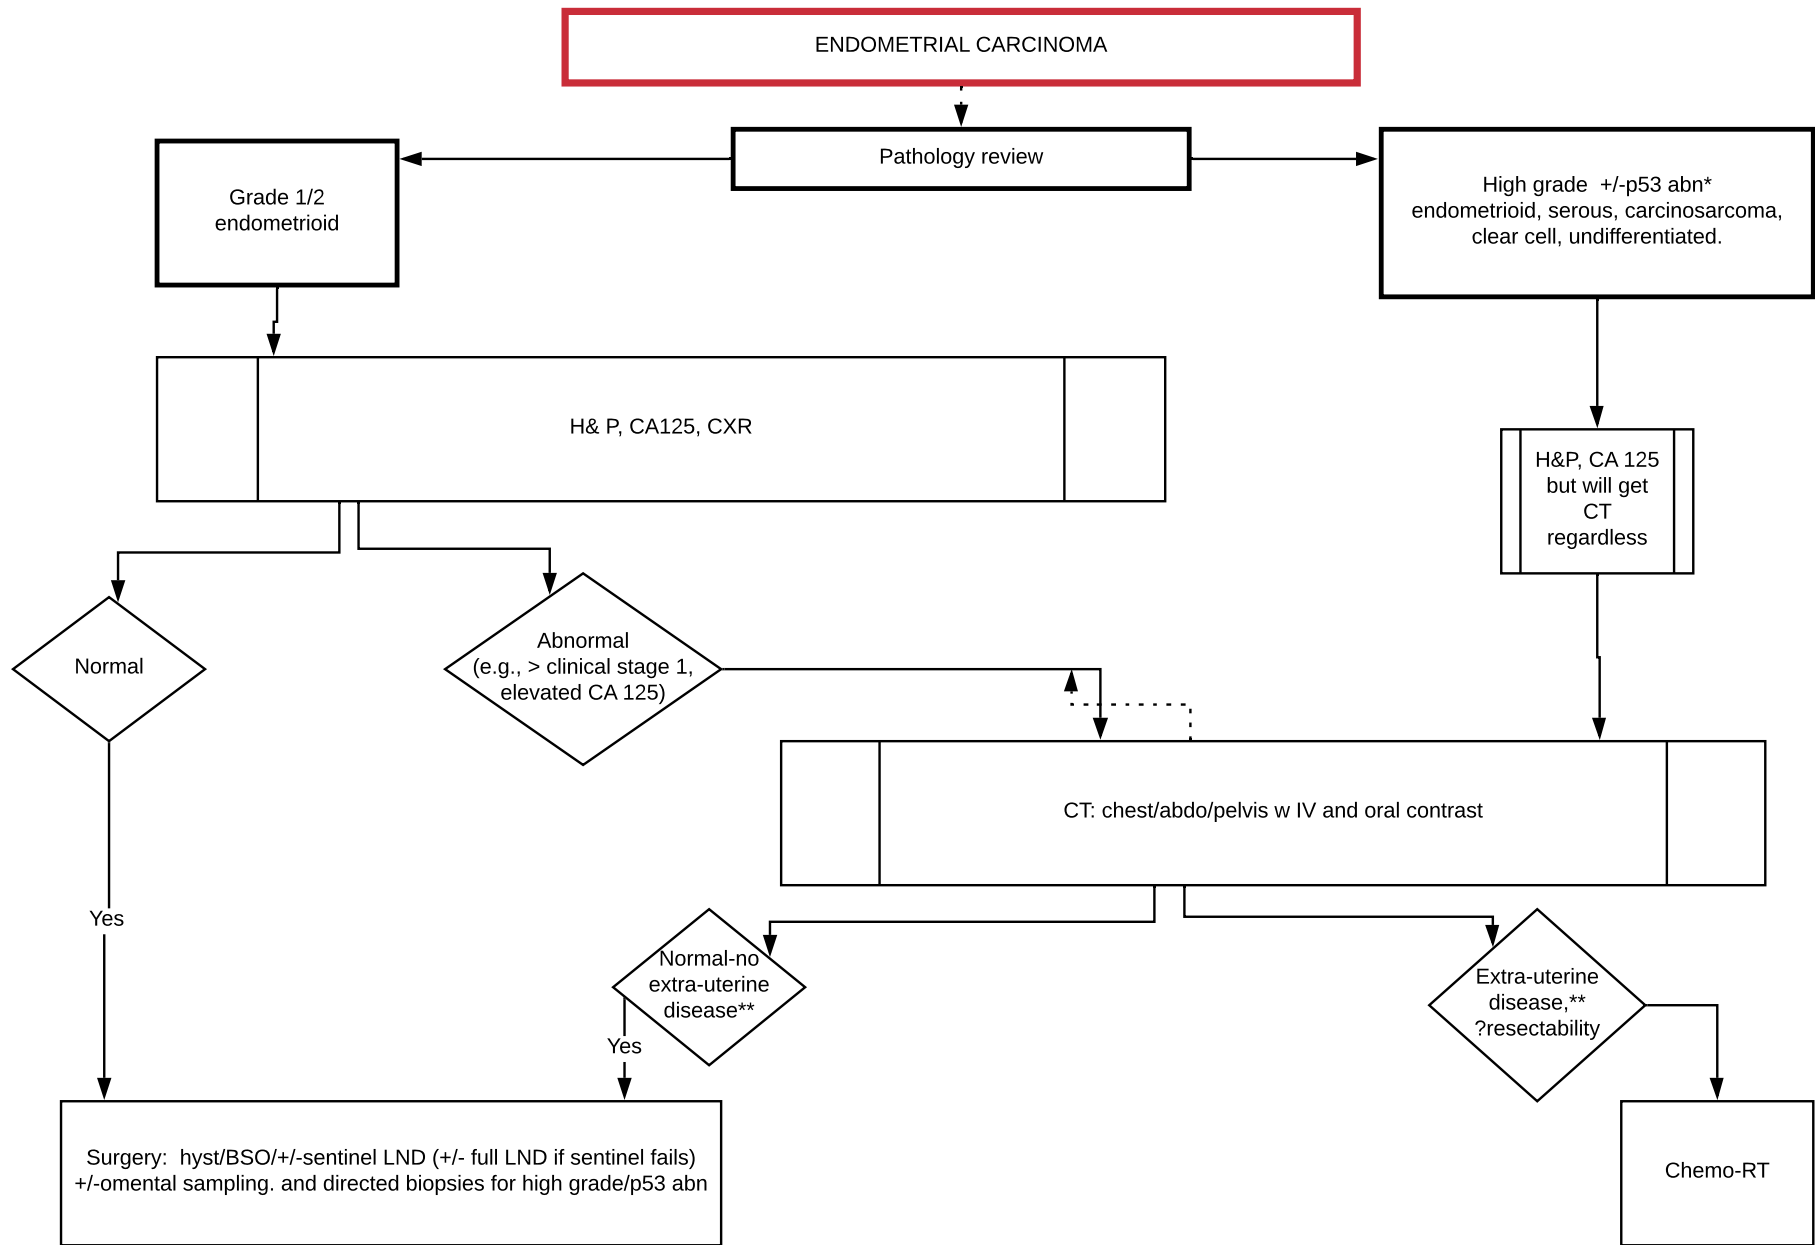 ENDOMETRIAL CARCINOMA
Pathology review
Grade 1/2
endometrioid
High grade  +/-p53 abn*
endometrioid, serous, carcinosarcoma,
clear cell, undifferentiated.
H& P, CA125, CXR
H&P, CA 125
but will get
CT
regardless
Normal
Abnormal
(e.g., > clinical stage 1,
elevated CA 125)
CT: chest/abdo/pelvis w IV and oral contrast
Yes
Normal-no
extra-uterine
disease**
Extra-uterine
disease,**
?resectability
Yes
Surgery:  hyst/BSO/+/-sentinel LND (+/- full LND if sentinel fails)
+/-omental sampling. and directed biopsies for high grade/p53 abn
Chemo-RT